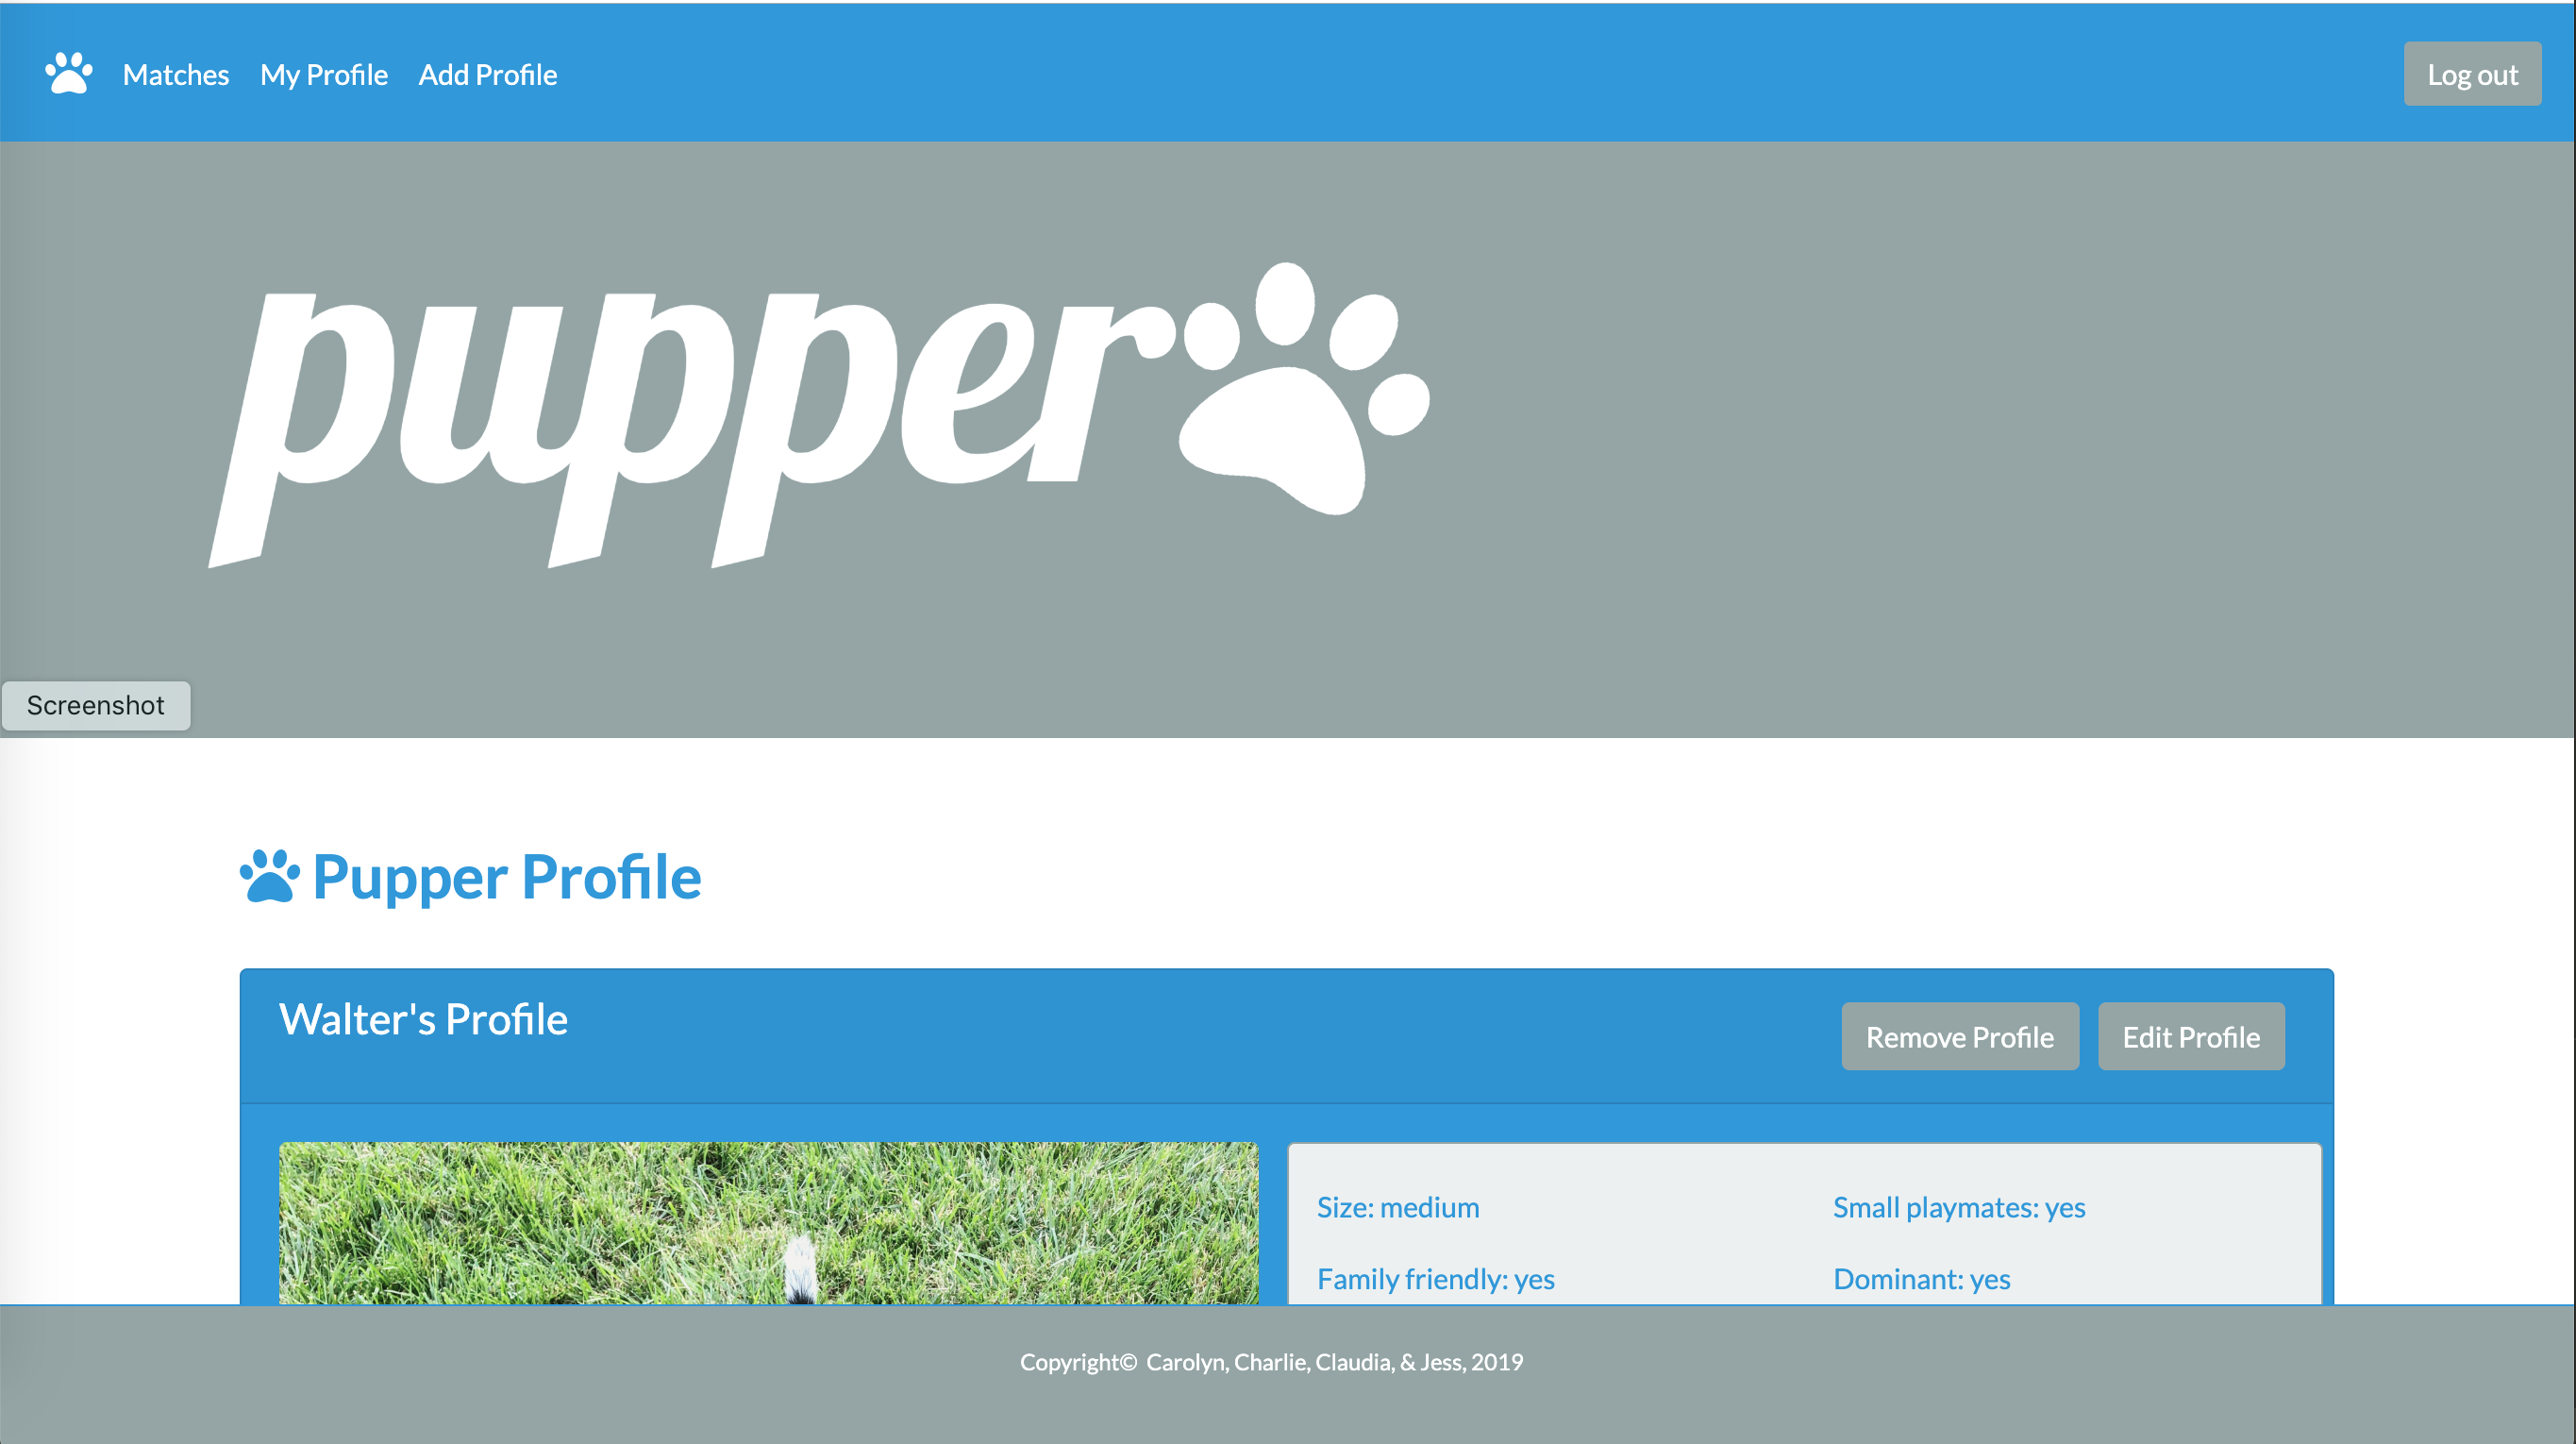 Matches My Profile Add Profile Log out
pupper
Screenshot
Pupper Profile
Walter's Profile Remove Profile Edit Profile
Size: medium Small playmates: yes
Family friendly: yes Dominant: yes
Copyright© Carolyn, Charlie, Claudia, & Jess, 2019